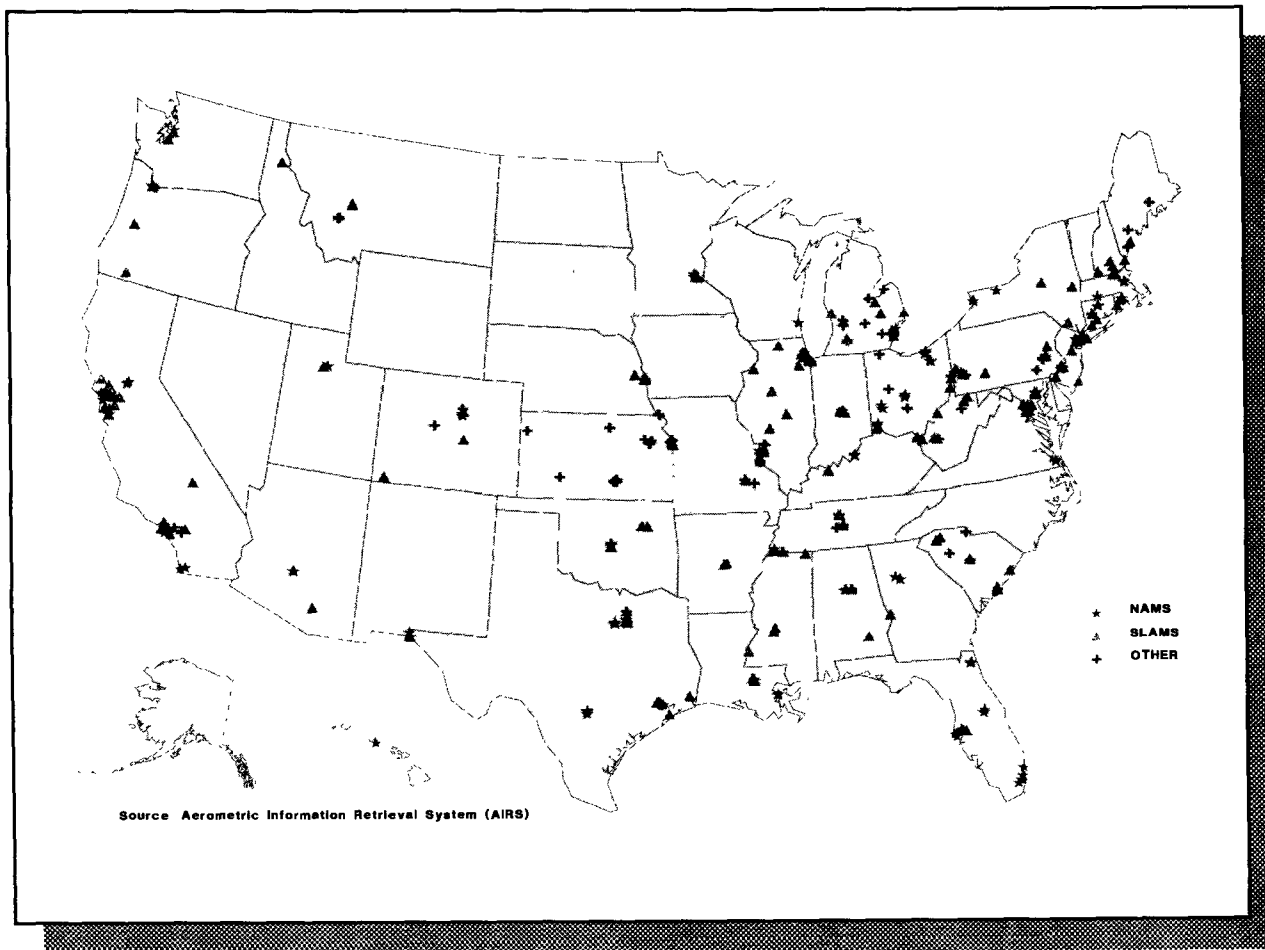 NAMS
SLAMS
OTHER
Source Aerometric Information Retrieval System (AIRS)